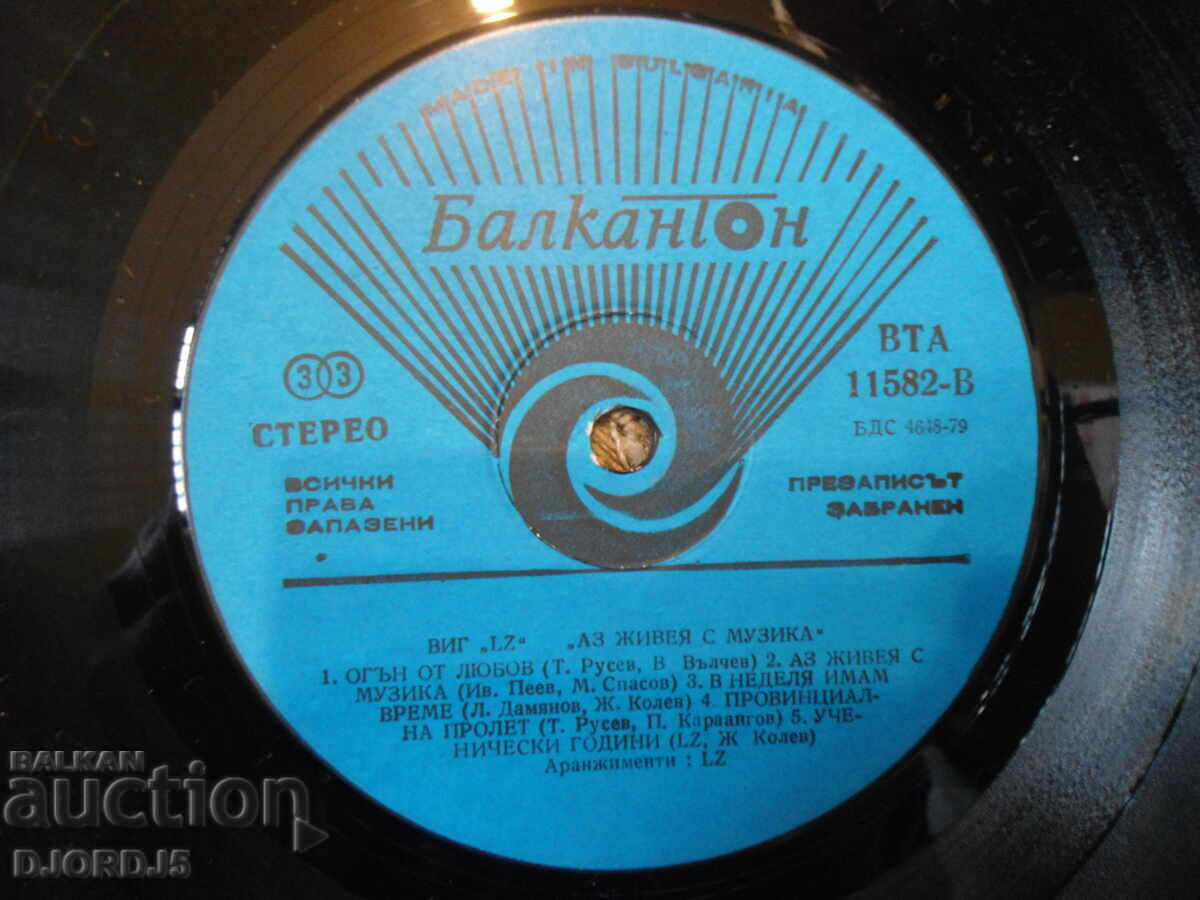 MADE IN BULGARIA
Балкантон
33
СТЕРЕО
ВСИЧКИ
ПРАВА
ЗАПАЗЕНИ
ВТА
11582-В
БДС 4648-79
ПРЕЗАПИСЪТ
ЗАБРАНЕН
ВИГ „LZ“ „АЗ ЖИВЕЯ С МУЗИКА“
1. ОГЪН ОТ ЛЮБОВ (Т. Русев, В. Вълчев) 2. АЗ ЖИВЕЯ С
МУЗИКА (Ив. Пеев, М. Спасов) 3. В НЕДЕЛЯ ИМАМ
ВРЕМЕ (Л. Дамянов, Ж. Колев) 4. ПРОВИНЦИАЛ-
НА ПРОЛЕТ (Т. Русев, П. Караангов) 5. УЧЕ-
НИЧЕСКИ ГОДИНИ (LZ, Ж Колев)
Аранжименти : LZ
BALKAN
auction
DJORDJ5